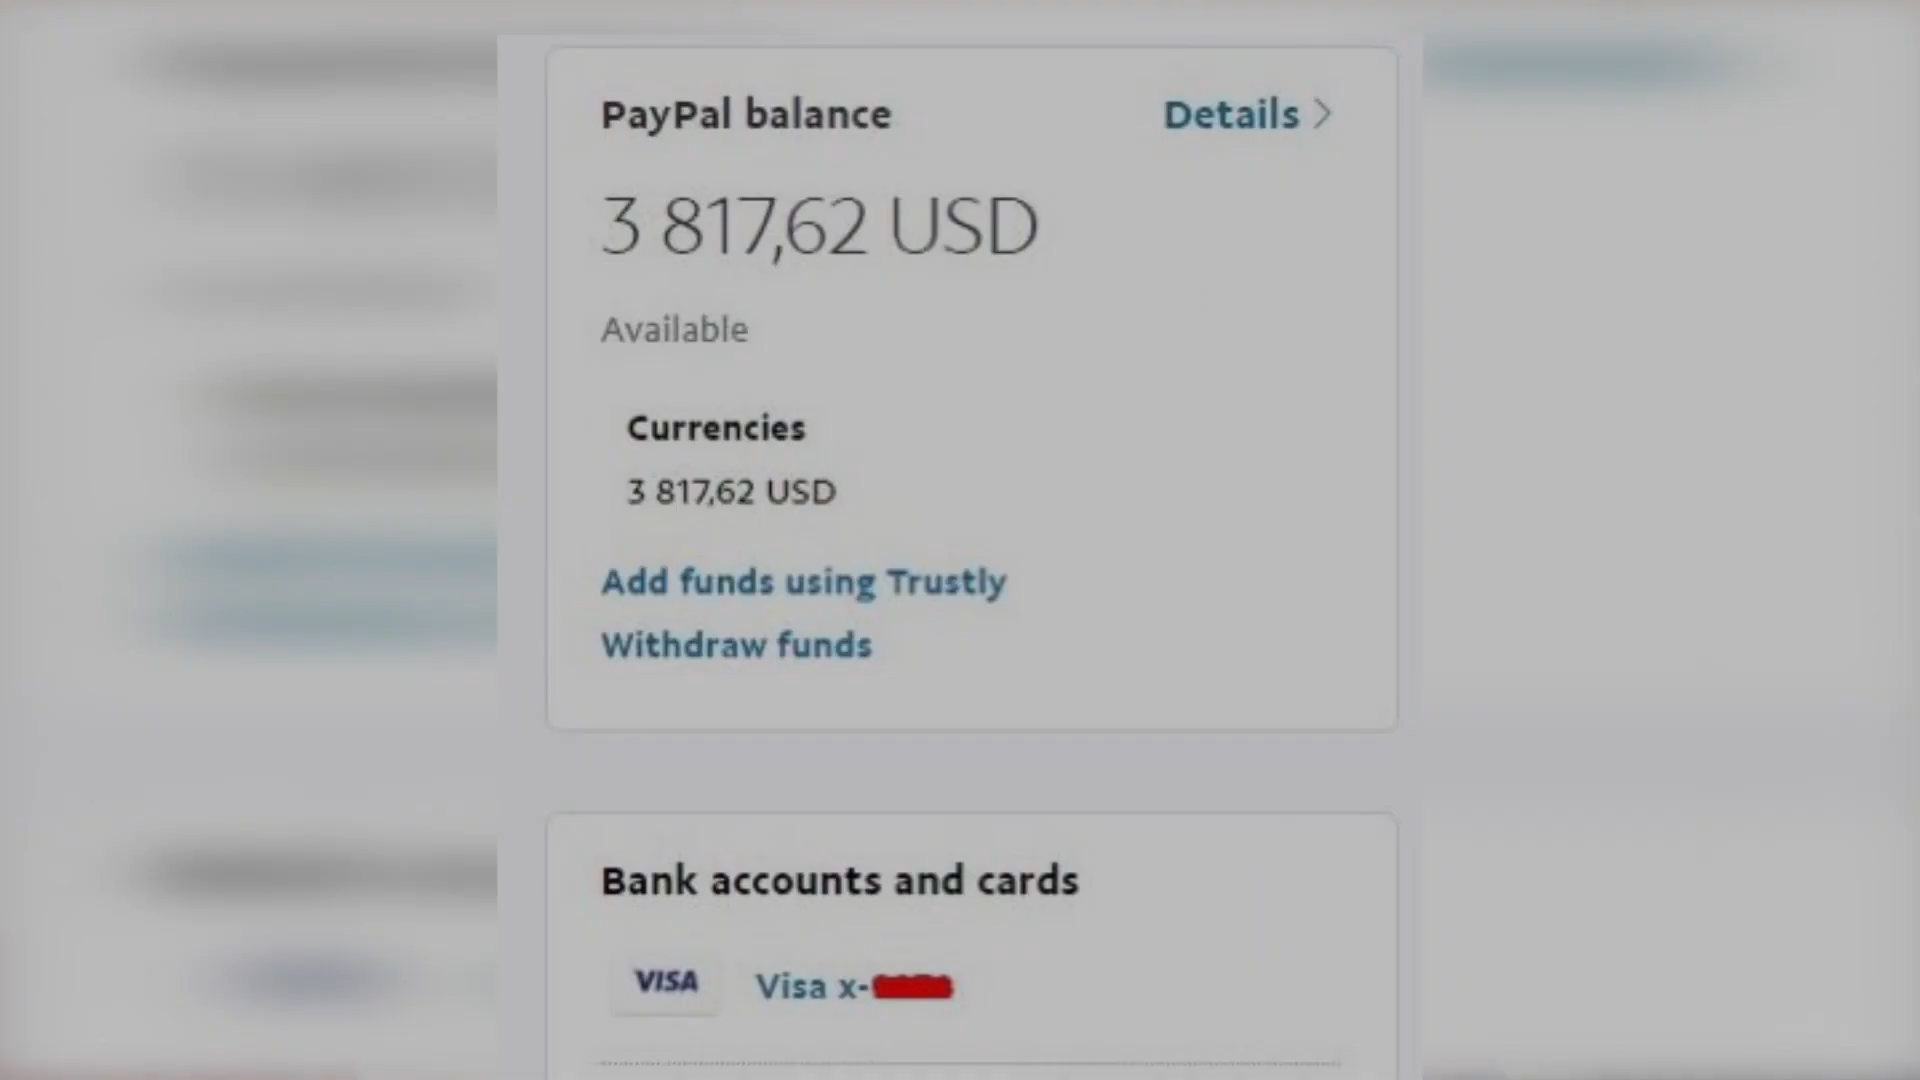 PayPal balance
Details
3 817,62 USD
Available
Currencies
3 817,62 USD
Add funds using Trustly
Withdraw funds
Bank accounts and cards
VISA
Visa x-